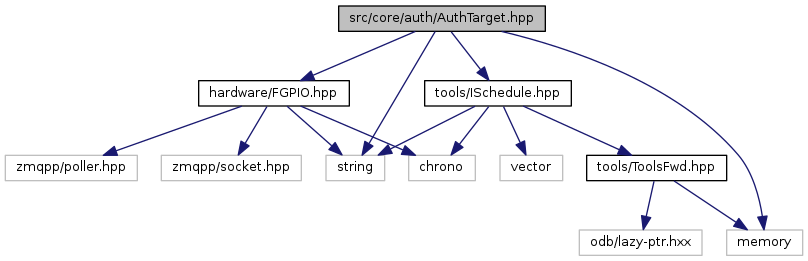 src/core/auth/AuthTarget.hpp
hardware/FGPIO.hpp
tools/ISchedule.hpp
zmqpp/poller.hpp
zmqpp/socket.hpp
string
chrono
vector
tools/ToolsFwd.hpp
odb/lazy-ptr.hxx
memory